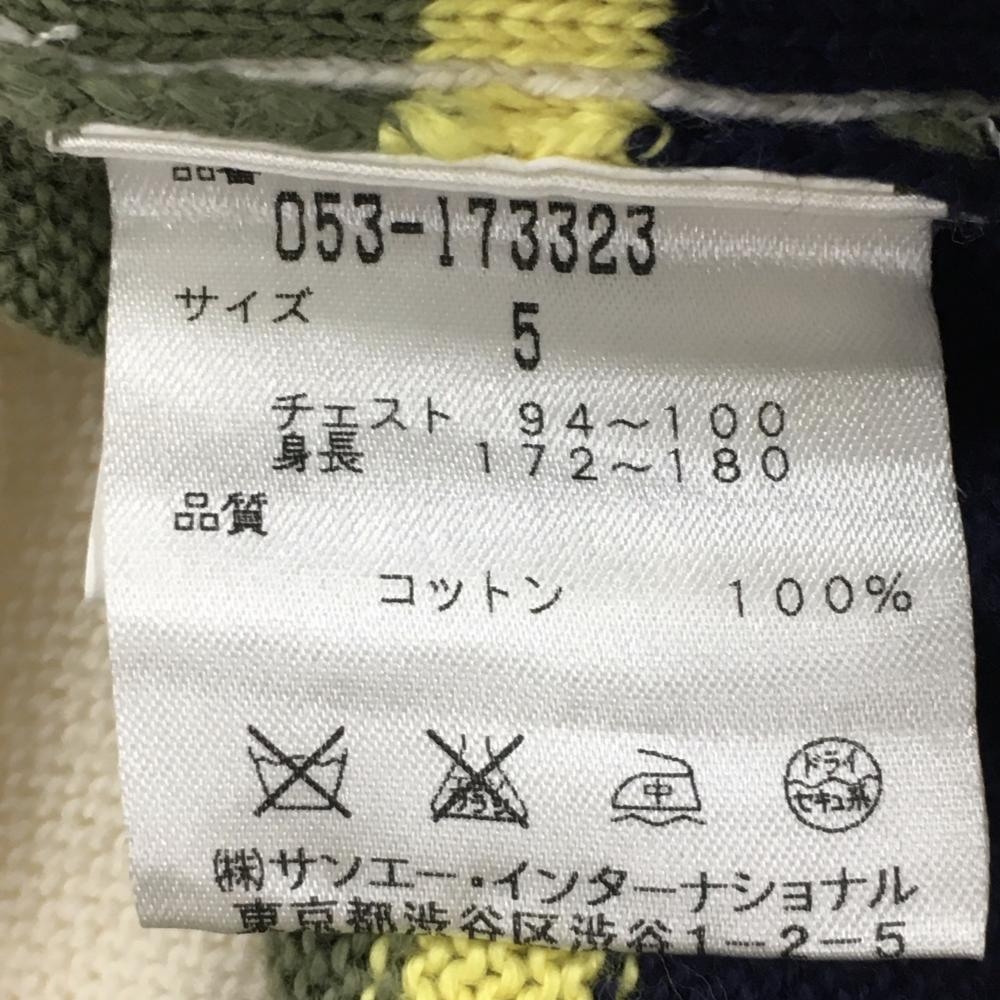 品番
053-173323
サイズ
5
チェスト 94～100
身長 172～180
品質
コットン 100%
中
ドライ
セキユ系
㈱サンエー・インターナショナル
東京都渋谷区渋谷1-2-5